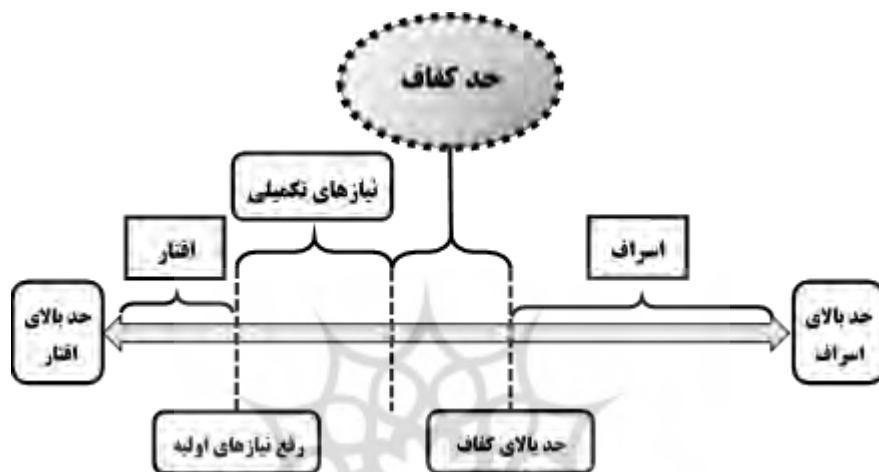 حد کفاف
نیازهای تکمیلی
اسراف
اقتار
حد بالای
اسراف
حد بالای
اقتار
حد بالای کفاف
رفع نیازهای اولیه